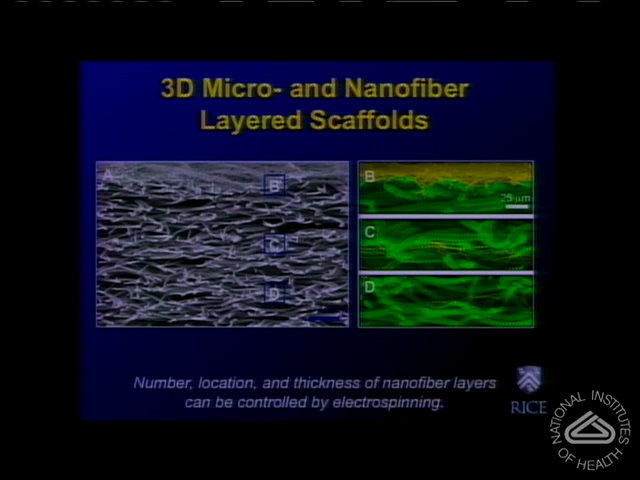 3D Micro- and Nanofiber
Layered Scaffolds
A
B
C
D
B
25 μm
C
D
Number, location, and thickness of nanofiber layers
can be controlled by electrospinning.
RICE
NATIONAL INSTITUTES
OF HEALTH